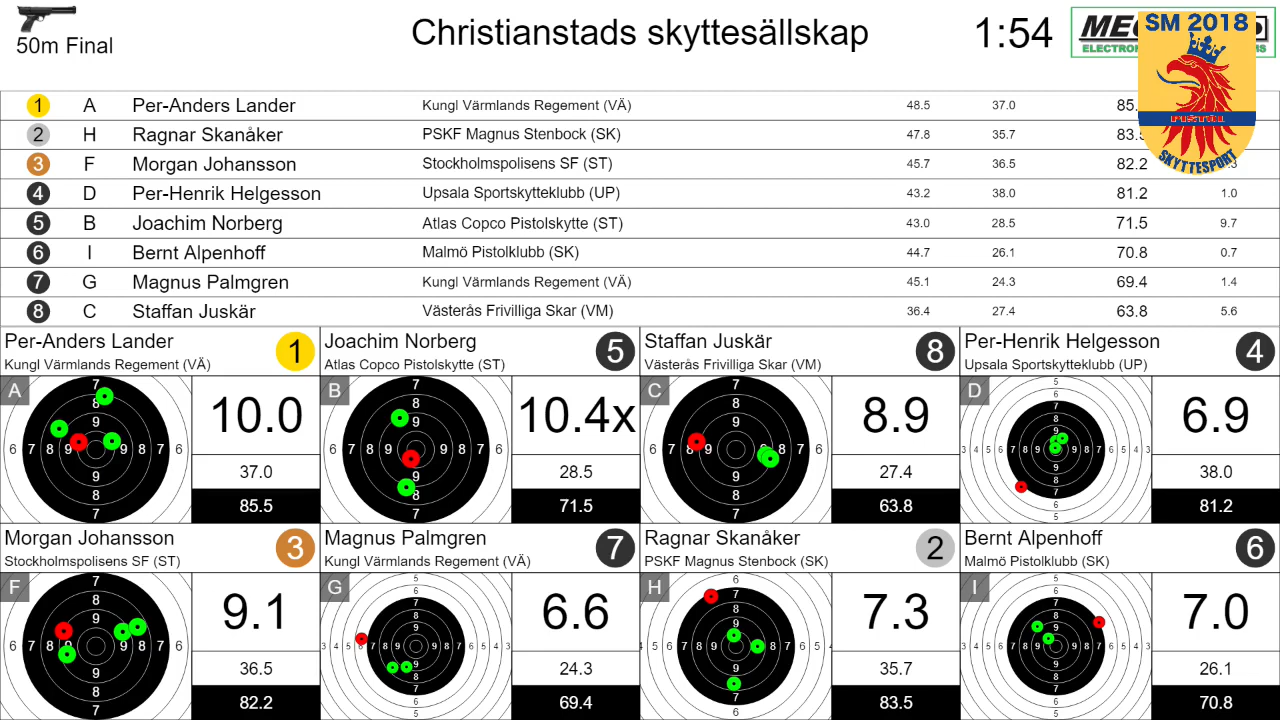 50m Final
Christianstads skyttesällskap
1:54
SM 2018
PISTOL
SKYTTESPORT
1 A Per-Anders Lander Kungl Värmlands Regement (VÄ) 48.5 37.0 85.
2 H Ragnar Skanåker PSKF Magnus Stenbock (SK) 47.8 35.7 83.5
3 F Morgan Johansson Stockholmspolisens SF (ST) 45.7 36.5 82.2
4 D Per-Henrik Helgesson Upsala Sportskytteklubb (UP) 43.2 38.0 81.2 1.0
5 B Joachim Norberg Atlas Copco Pistolskytte (ST) 43.0 28.5 71.5 9.7
6 I Bernt Alpenhoff Malmö Pistolklubb (SK) 44.7 26.1 70.8 0.7
7 G Magnus Palmgren Kungl Värmlands Regement (VÄ) 45.1 24.3 69.4 1.4
8 C Staffan Juskär Västerås Frivilliga Skar (VM) 36.4 27.4 63.8 5.6
Per-Anders Lander 1
Kungl Värmlands Regement (VÄ)
A
10.0
37.0
85.5
Joachim Norberg 5
Atlas Copco Pistolskytte (ST)
B
10.4x
28.5
71.5
Staffan Juskär 8
Västerås Frivilliga Skar (VM)
C
8.9
27.4
63.8
Per-Henrik Helgesson 4
Upsala Sportskytteklubb (UP)
D
6.9
38.0
81.2
Morgan Johansson 3
Stockholmspolisens SF (ST)
F
9.1
36.5
82.2
Magnus Palmgren 7
Kungl Värmlands Regement (VÄ)
G
6.6
24.3
69.4
Ragnar Skanåker 2
PSKF Magnus Stenbock (SK)
H
7.3
35.7
83.5
Bernt Alpenhoff 6
Malmö Pistolklubb (SK)
I
7.0
26.1
70.8